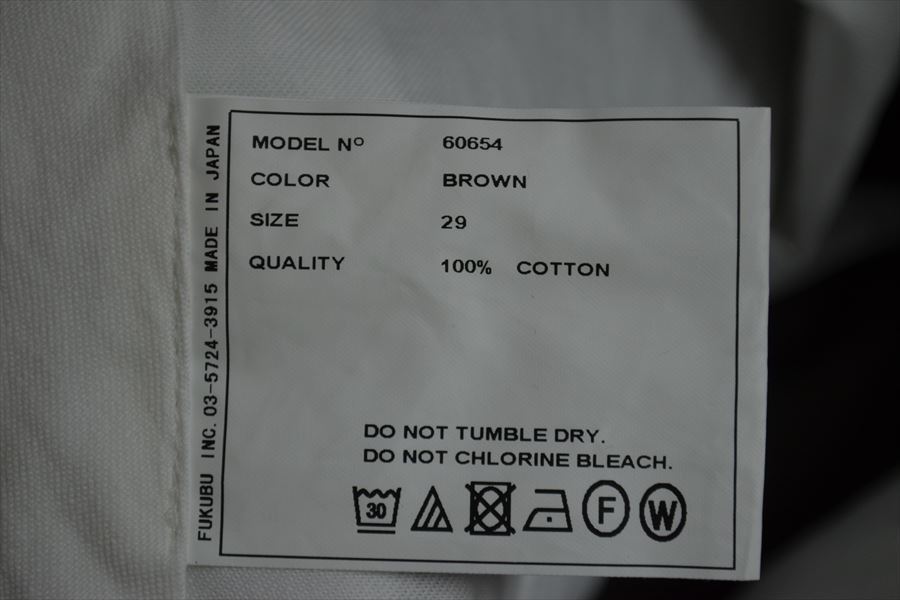 FUKUBU INC. 03-5724-3915 MADE IN JAPAN
MODEL Nº 60654
COLOR BROWN
SIZE 29
QUALITY 100% COTTON
DO NOT TUMBLE DRY.
DO NOT CHLORINE BLEACH.
30 F W